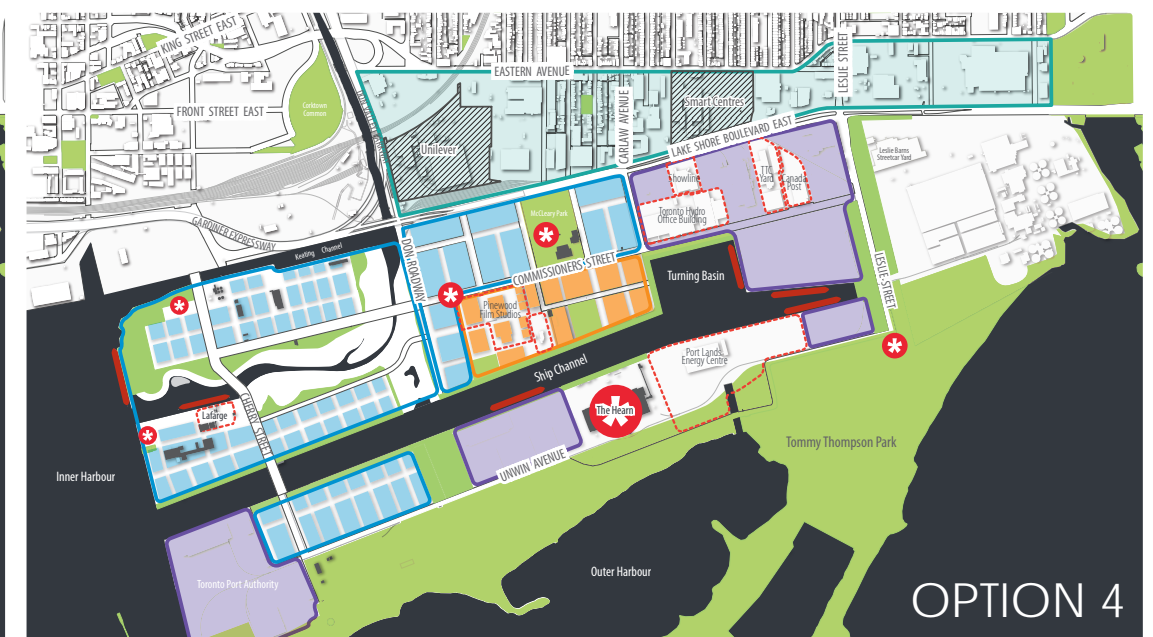 KING STREET EAST
FRONT STREET EAST
Corktown
Common
EASTERN AVENUE
LESLIE STREET
Unilever
CARLAW AVENUE
Smart Centres
LAKE SHORE BOULEVARD EAST
Leslie Barns
Streetcar Yard
Showline
TTC
Yard
Canada
Post
Toronto Hydro
Office Building
McCleary Park
GARDINER EXPRESSWAY
Keating Channel
DON ROADWAY
COMMISSIONERS STREET
Turning Basin
LESLIE STREET
Pinewood
Film Studios
Ship Channel
Port Lands
Energy Centre
The Hearn
CHERRY STREET
Lafarge
UNWIN AVENUE
Tommy Thompson Park
Inner Harbour
Toronto Port Authority
Outer Harbour
OPTION 4